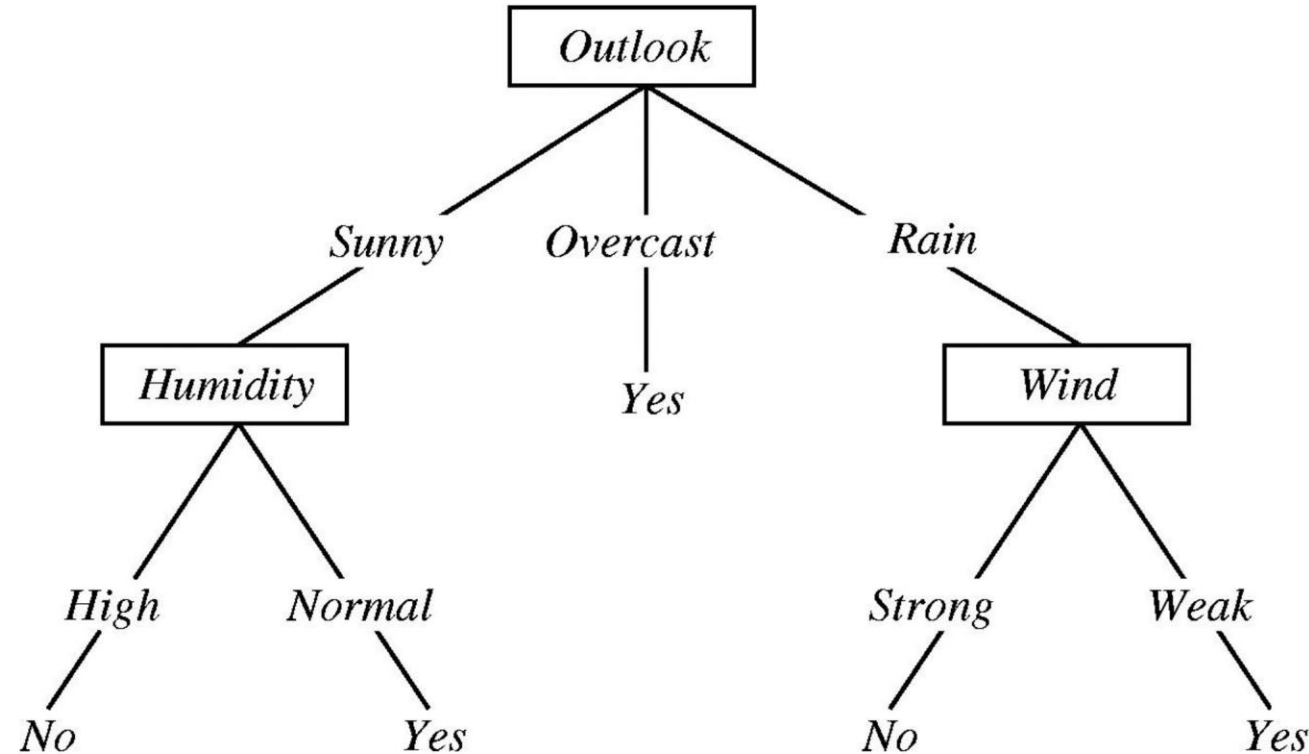 Outlook
Sunny Overcast Rain
Humidity Yes Wind
High Normal Strong Weak
No Yes No Yes